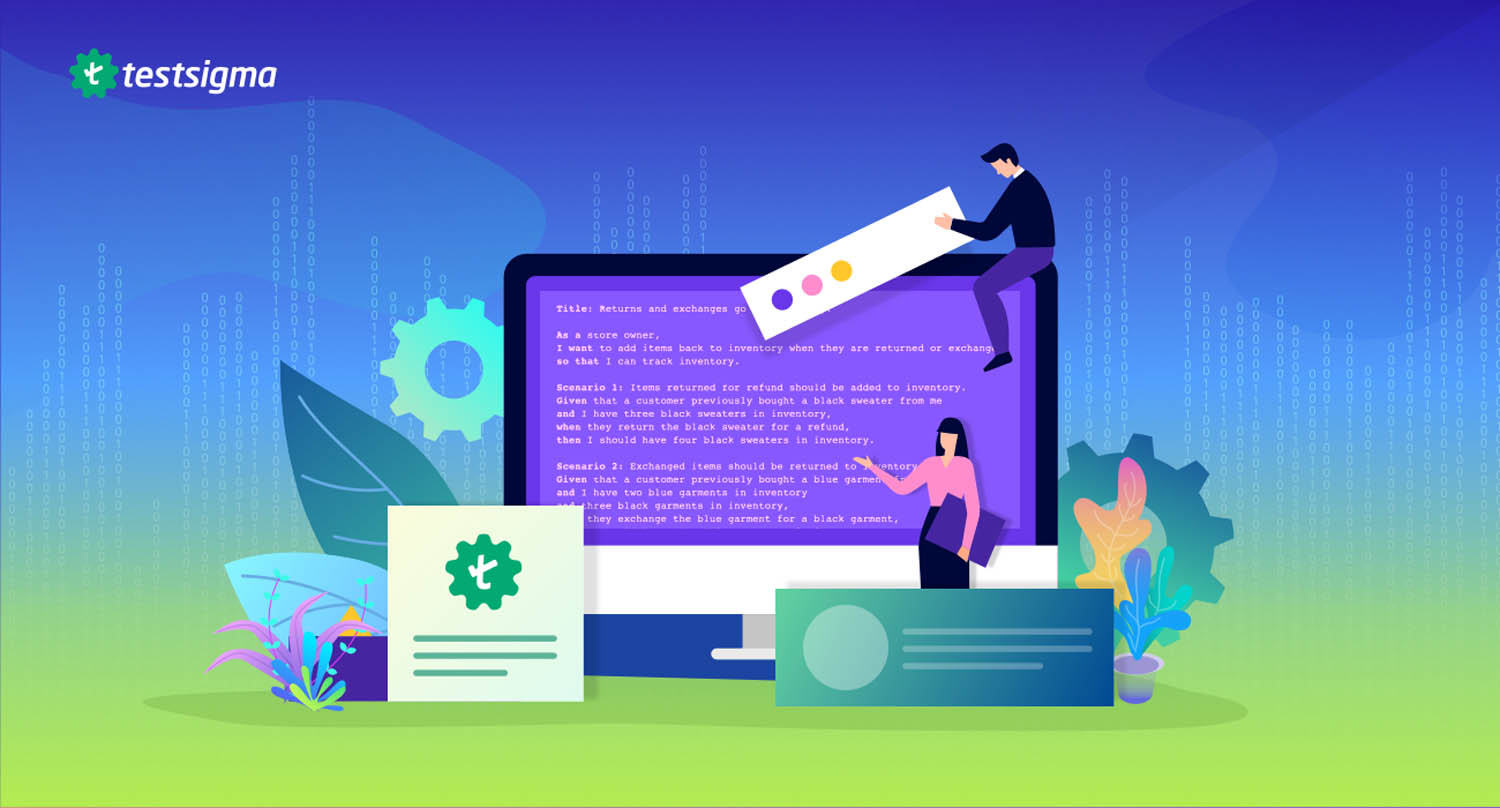 testsigma
Title: Returns and exchanges go
As a store owner,
I want to add items back to inventory when they are returned or exchange
so that I can track inventory.
Scenario 1: Items returned for refund should be added to inventory.
Given that a customer previously bought a black sweater from me
and I have three black sweaters in inventory,
when they return the black sweater for a refund,
then I should have four black sweaters in inventory.
Scenario 2: Exchanged items should be returned to inventory
Given that a customer previously bought a blue garment
and I have two blue garments in inventory
and three black garments in inventory,
they exchange the blue garment for a black garment,